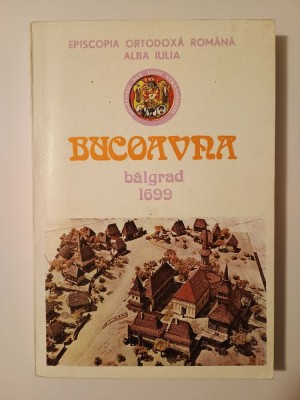 EPISCOPIA ORTODOXĂ ROMÂNĂ
ALBA IULIA
BUCOAVNA
bălgrad
1699